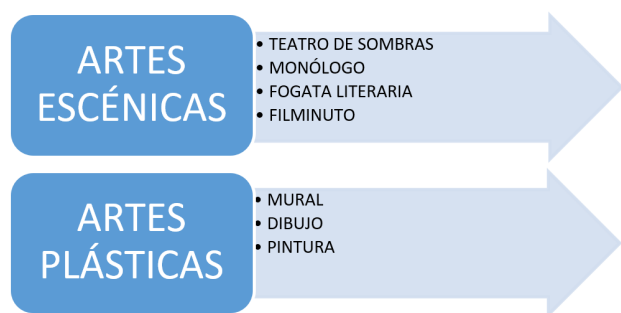 ARTES
ESCÉNICAS
• TEATRO DE SOMBRAS
• MONÓLOGO
• FOGATA LITERARIA
• FILMINUTO
ARTES
PLÁSTICAS
• MURAL
• DIBUJO
• PINTURA